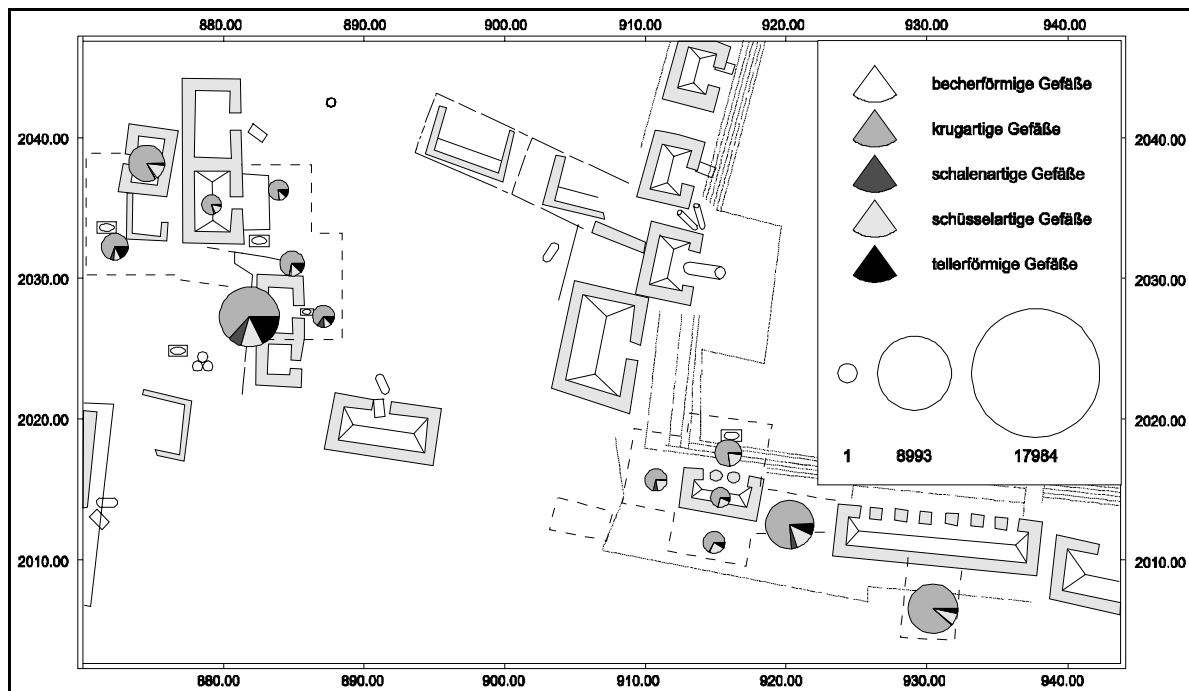 880.00 890.00 900.00 910.00 920.00 930.00 940.00
becherförmige Gefäße
krugartige Gefäße
2040.00 2040.00
schalenartige Gefäße
schüsselartige Gefäße
tellerförmige Gefäße
2030.00 2030.00
2020.00 2020.00
1 8993 17984
2010.00 2010.00
880.00 890.00 900.00 910.00 920.00 930.00 940.00